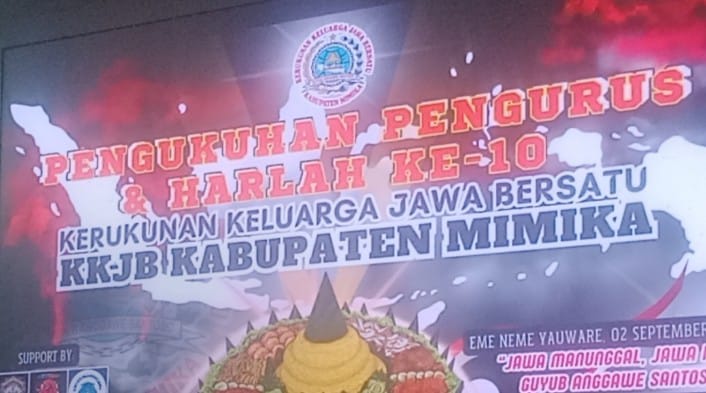 KERUKUNAN KELUARGA JAWA BERSATU
KABUPATEN MIMIKA
PENGUKUHAN PENGURUS
& HARLAH KE-10
KERUKUNAN KELUARGA JAWA BERSATU
KKJB KABUPATEN MIMIKA
SUPPORT BY
EME NEME YAUWARE, 02 SEPTEMBER
"JAWA MANUNGGAL, JAWA
GUYUB ANGGAWE SANTOS